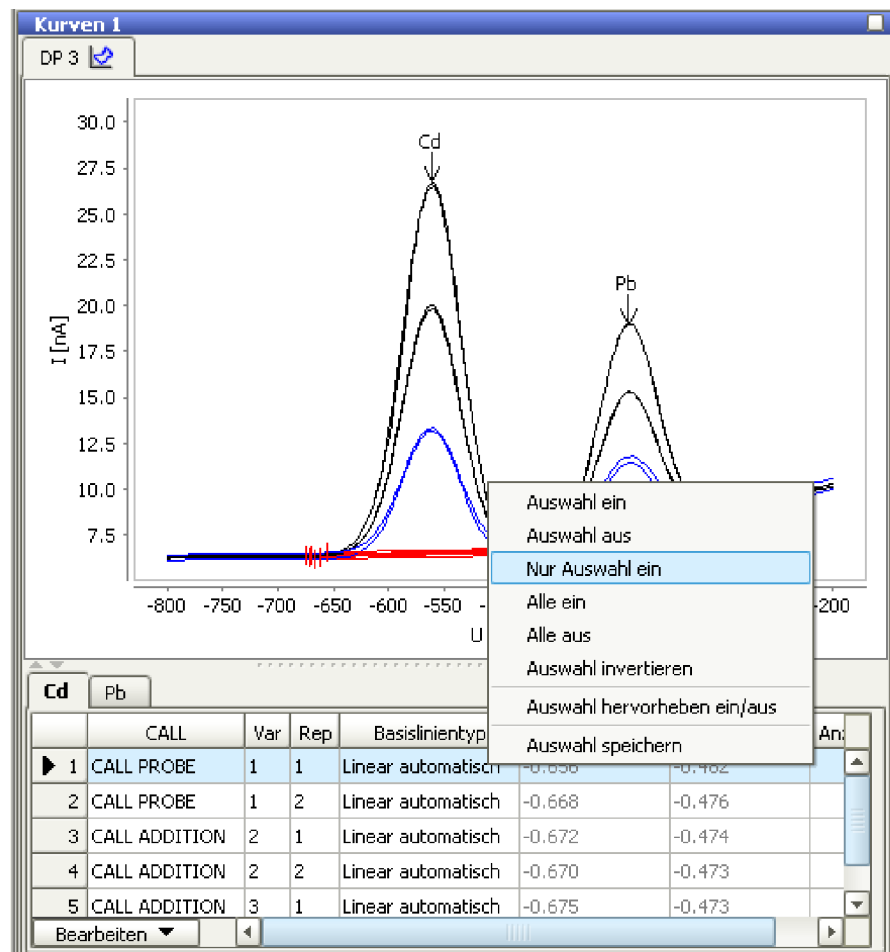 Kurven 1
DP 3
Cd
Pb
I [nA]
30.0
27.5
25.0
22.5
20.0
17.5
15.0
12.5
10.0
7.5
-800 -750 -700 -650 -600 -550 -200
U
Auswahl ein
Auswahl aus
Nur Auswahl ein
Alle ein
Alle aus
Auswahl invertieren
Auswahl hervorheben ein/aus
Auswahl speichern
Cd Pb
CALL Var Rep Basislinientyp
1 CALL PROBE 1 1 Linear automatisch -0.656 -0.482
2 CALL PROBE 1 2 Linear automatisch -0.668 -0.476
3 CALL ADDITION 2 1 Linear automatisch -0.672 -0.474
4 CALL ADDITION 2 2 Linear automatisch -0.670 -0.473
5 CALL ADDITION 3 1 Linear automatisch -0.675 -0.473
Bearbeiten